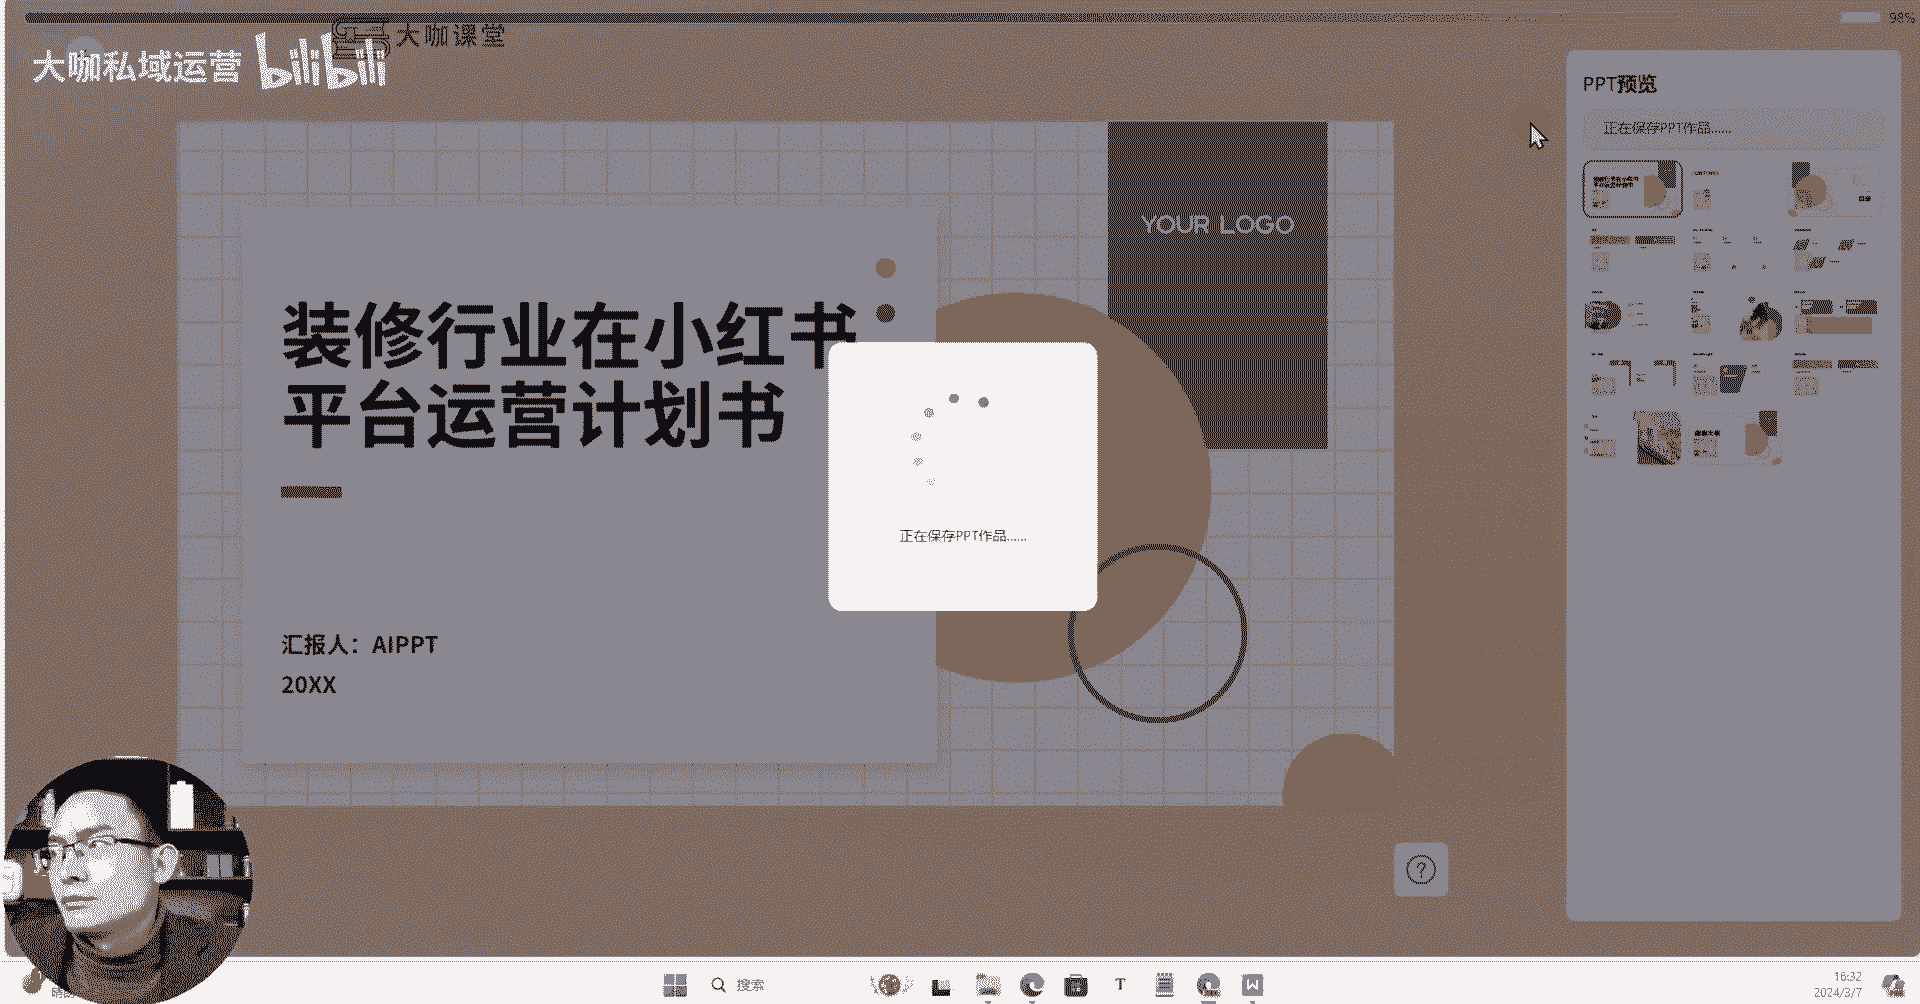 大咖课堂
98%
大咖私域运营 bilibili
PPT预览
正在保存PPT作品......
YOUR LOGO
装修行业在小红书
平台运营计划书
正在保存PPT作品......
汇报人：AIPPT
20XX
搜索
16:32
2024/3/7